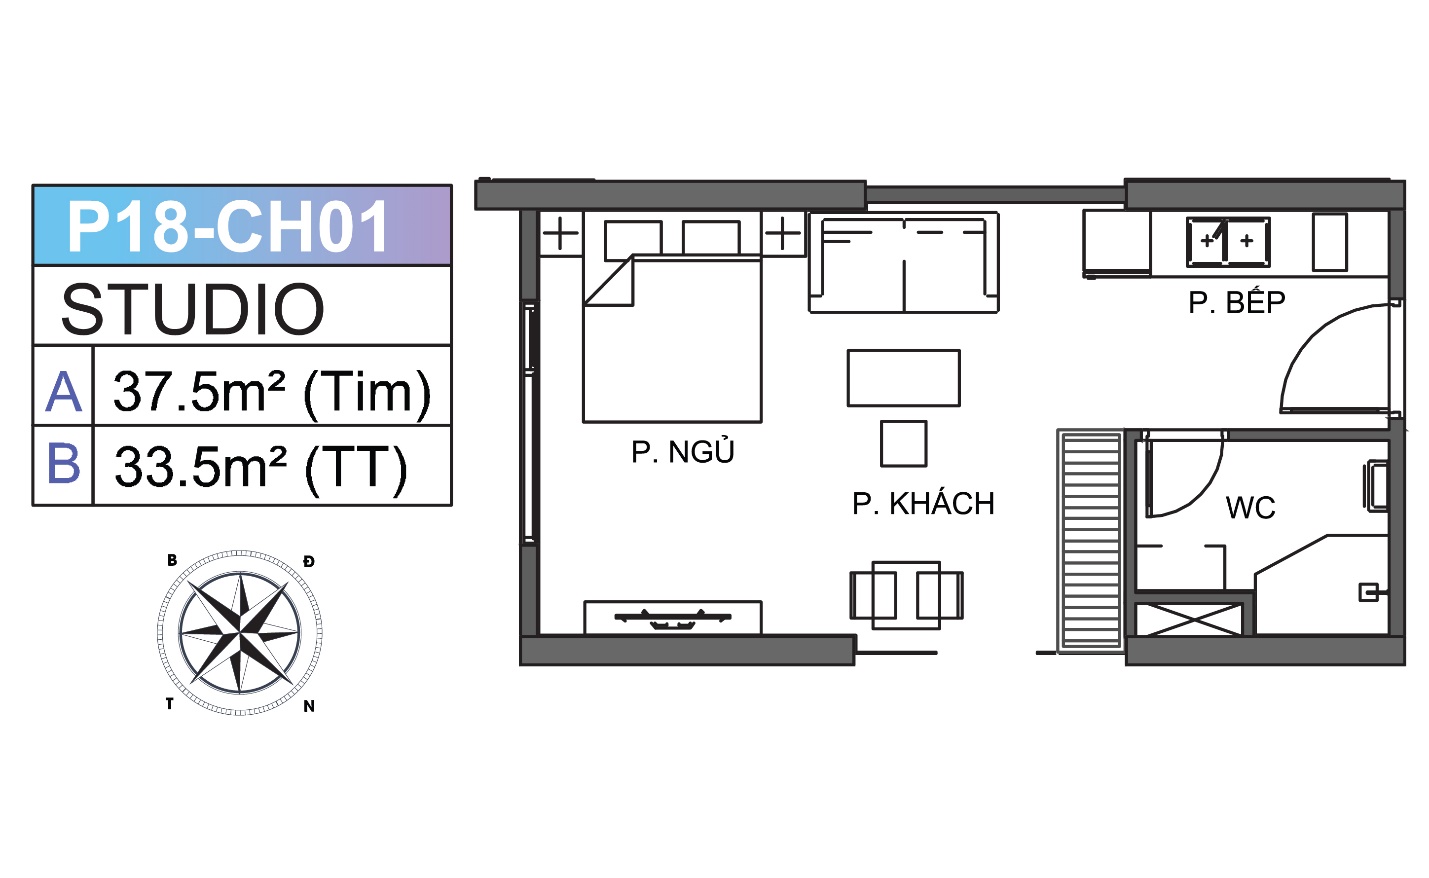 P18-CH01
STUDIO
A 37.5m² (Tim)
B 33.5m² (TT)
B Đ
T N
P. NGỦ
P. KHÁCH
P. BẾP
WC